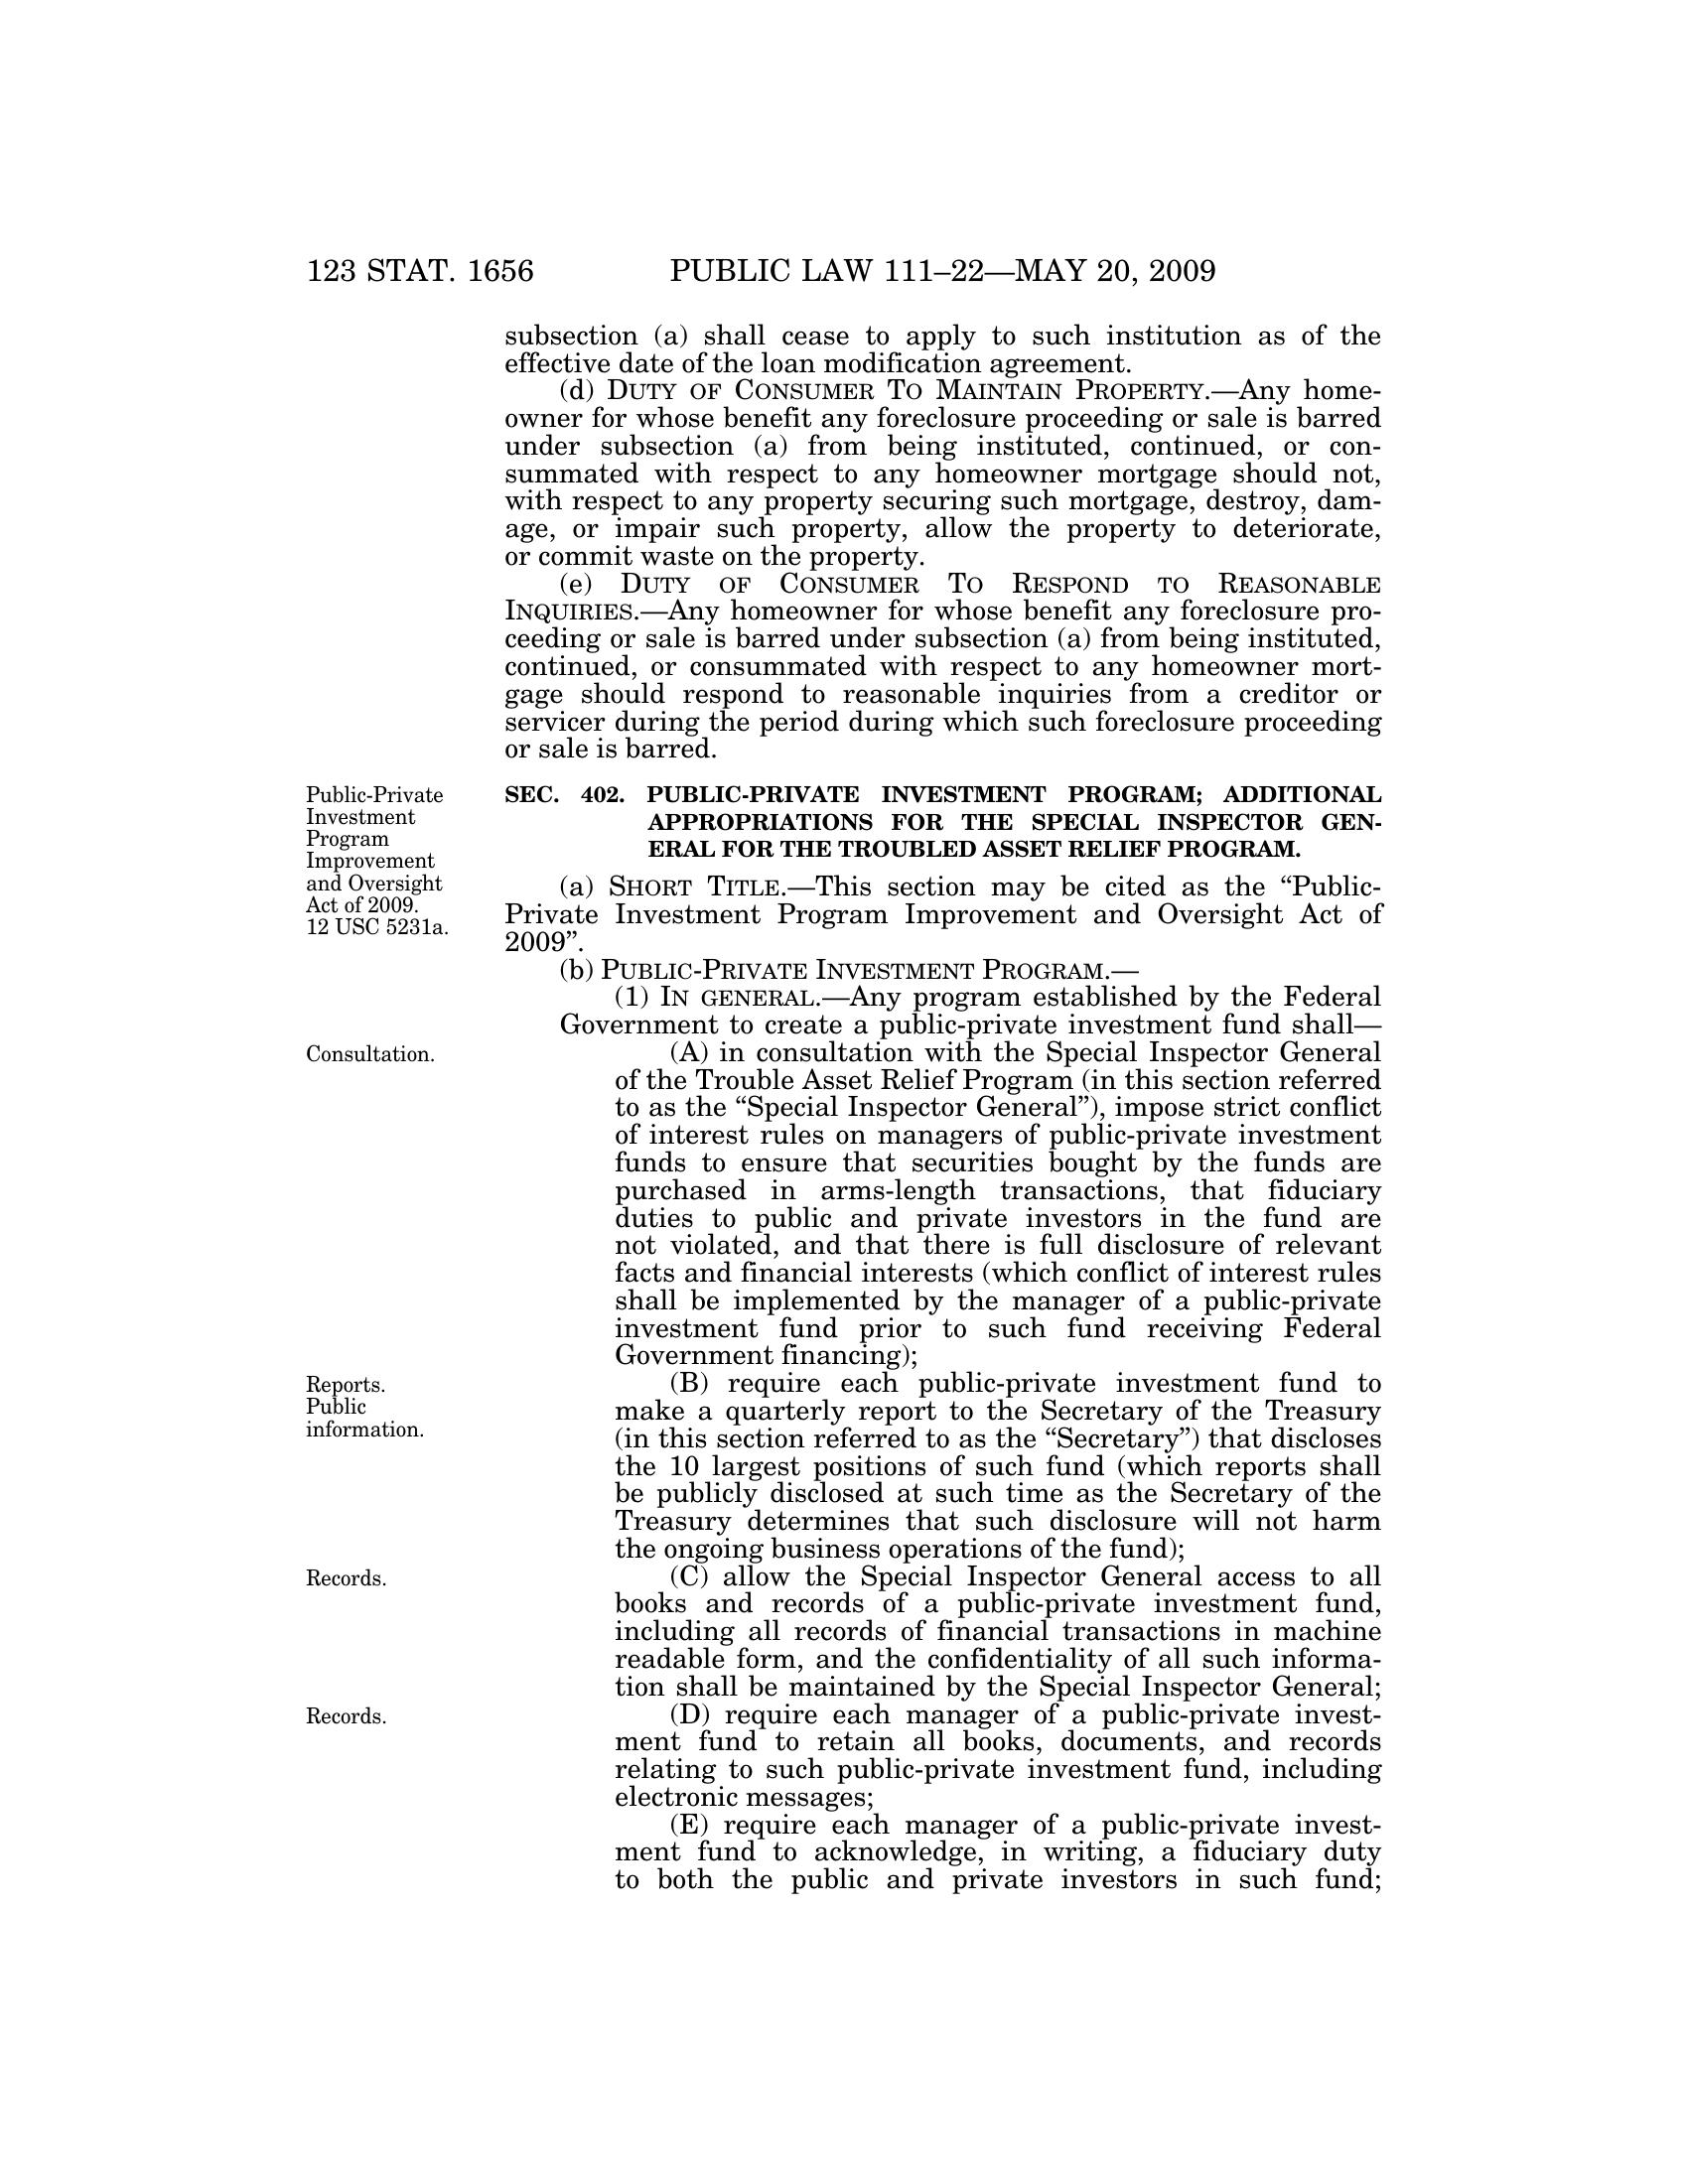 123 STAT. 1656 PUBLIC LAW 111–22—MAY 20, 2009
subsection (a) shall cease to apply to such institution as of the
effective date of the loan modification agreement.
(d) DUTY OF CONSUMER TO MAINTAIN PROPERTY.—Any home-
owner for whose benefit any foreclosure proceeding or sale is barred
under subsection (a) from being instituted, continued, or con-
summated with respect to any homeowner mortgage should not,
with respect to any property securing such mortgage, destroy, dam-
age, or impair such property, allow the property to deteriorate,
or commit waste on the property.
(e) DUTY OF CONSUMER TO RESPOND TO REASONABLE
INQUIRIES.—Any homeowner for whose benefit any foreclosure pro-
ceeding or sale is barred under subsection (a) from being instituted,
continued, or consummated with respect to any homeowner mort-
gage should respond to reasonable inquiries from a creditor or
servicer during the period during which such foreclosure proceeding
or sale is barred.
Public-Private
Investment
Program
Improvement
and Oversight
Act of 2009.
12 USC 5231a.
SEC. 402. PUBLIC-PRIVATE INVESTMENT PROGRAM; ADDITIONAL
APPROPRIATIONS FOR THE SPECIAL INSPECTOR GEN-
ERAL FOR THE TROUBLED ASSET RELIEF PROGRAM.
(a) SHORT TITLE.—This section may be cited as the “Public-
Private Investment Program Improvement and Oversight Act of
2009”.
(b) PUBLIC-PRIVATE INVESTMENT PROGRAM.—
(1) IN GENERAL.—Any program established by the Federal
Government to create a public-private investment fund shall—
Consultation.
(A) in consultation with the Special Inspector General
of the Trouble Asset Relief Program (in this section referred
to as the “Special Inspector General”), impose strict conflict
of interest rules on managers of public-private investment
funds to ensure that securities bought by the funds are
purchased in arms-length transactions, that fiduciary
duties to public and private investors in the fund are
not violated, and that there is full disclosure of relevant
facts and financial interests (which conflict of interest rules
shall be implemented by the manager of a public-private
investment fund prior to such fund receiving Federal
Government financing);
Reports.
Public
information.
(B) require each public-private investment fund to
make a quarterly report to the Secretary of the Treasury
(in this section referred to as the “Secretary”) that discloses
the 10 largest positions of such fund (which reports shall
be publicly disclosed at such time as the Secretary of the
Treasury determines that such disclosure will not harm
the ongoing business operations of the fund);
Records.
(C) allow the Special Inspector General access to all
books and records of a public-private investment fund,
including all records of financial transactions in machine
readable form, and the confidentiality of all such informa-
tion shall be maintained by the Special Inspector General;
Records.
(D) require each manager of a public-private invest-
ment fund to retain all books, documents, and records
relating to such public-private investment fund, including
electronic messages;
(E) require each manager of a public-private invest-
ment fund to acknowledge, in writing, a fiduciary duty
to both the public and private investors in such fund;